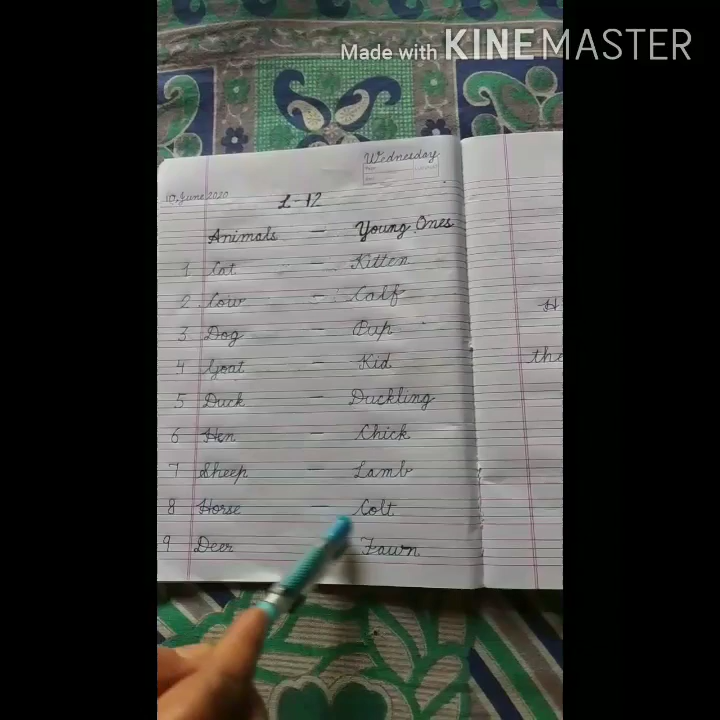 Made with KINEMASTER
Wednesday
10, June 2020
L-12
Animals — Young Ones
1 Cat — Kitten
2 Cow — Calf
3 Dog — Pup
4 Goat — Kid
5 Duck — Duckling
6 Hen — Chick
7 Sheep — Lamb
8 Horse — Colt
9 Deer Fawn
H
the